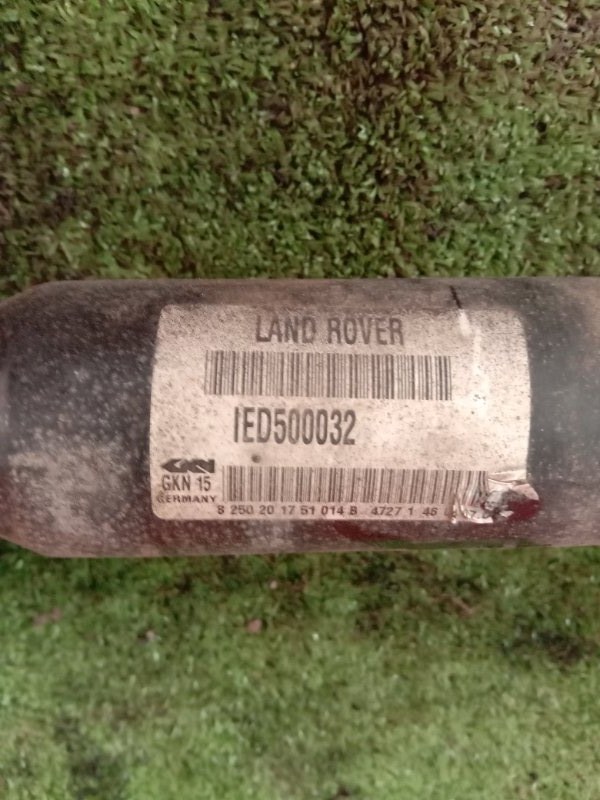 LAND ROVER
IED500032
GKN
GKN 15
GERMANY
8 250 20 17 51 014 B 4727 1 46